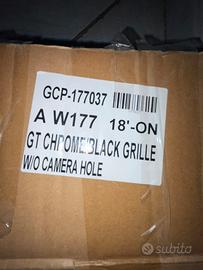 GCP-177037
A W177 18'-ON
GT CHROME/BLACK GRILLE
W/O CAMERA HOLE
subito